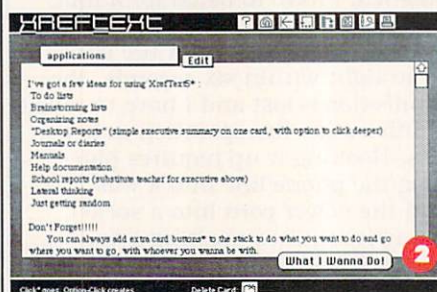 XREFTEXT
applications
Edit
I've got a few ideas for using XrefText5* :
To do lists
Brainstorming lists
Organizing notes
"Desktop Reports" (simple executive summary on one card, with option to click deeper)
Journals or diaries
Manuals
Help documentation
School reports (substitute teacher for executive above)
Lateral thinking
Just getting random
Don't Forget!!!!!
You can always add extra card buttons* to the stack to do what you want to do and go
where you want to go, with whoever you wanna be with.
What I Wanna Do!
2
Click* goes; Option-Click creates
Delete Card: